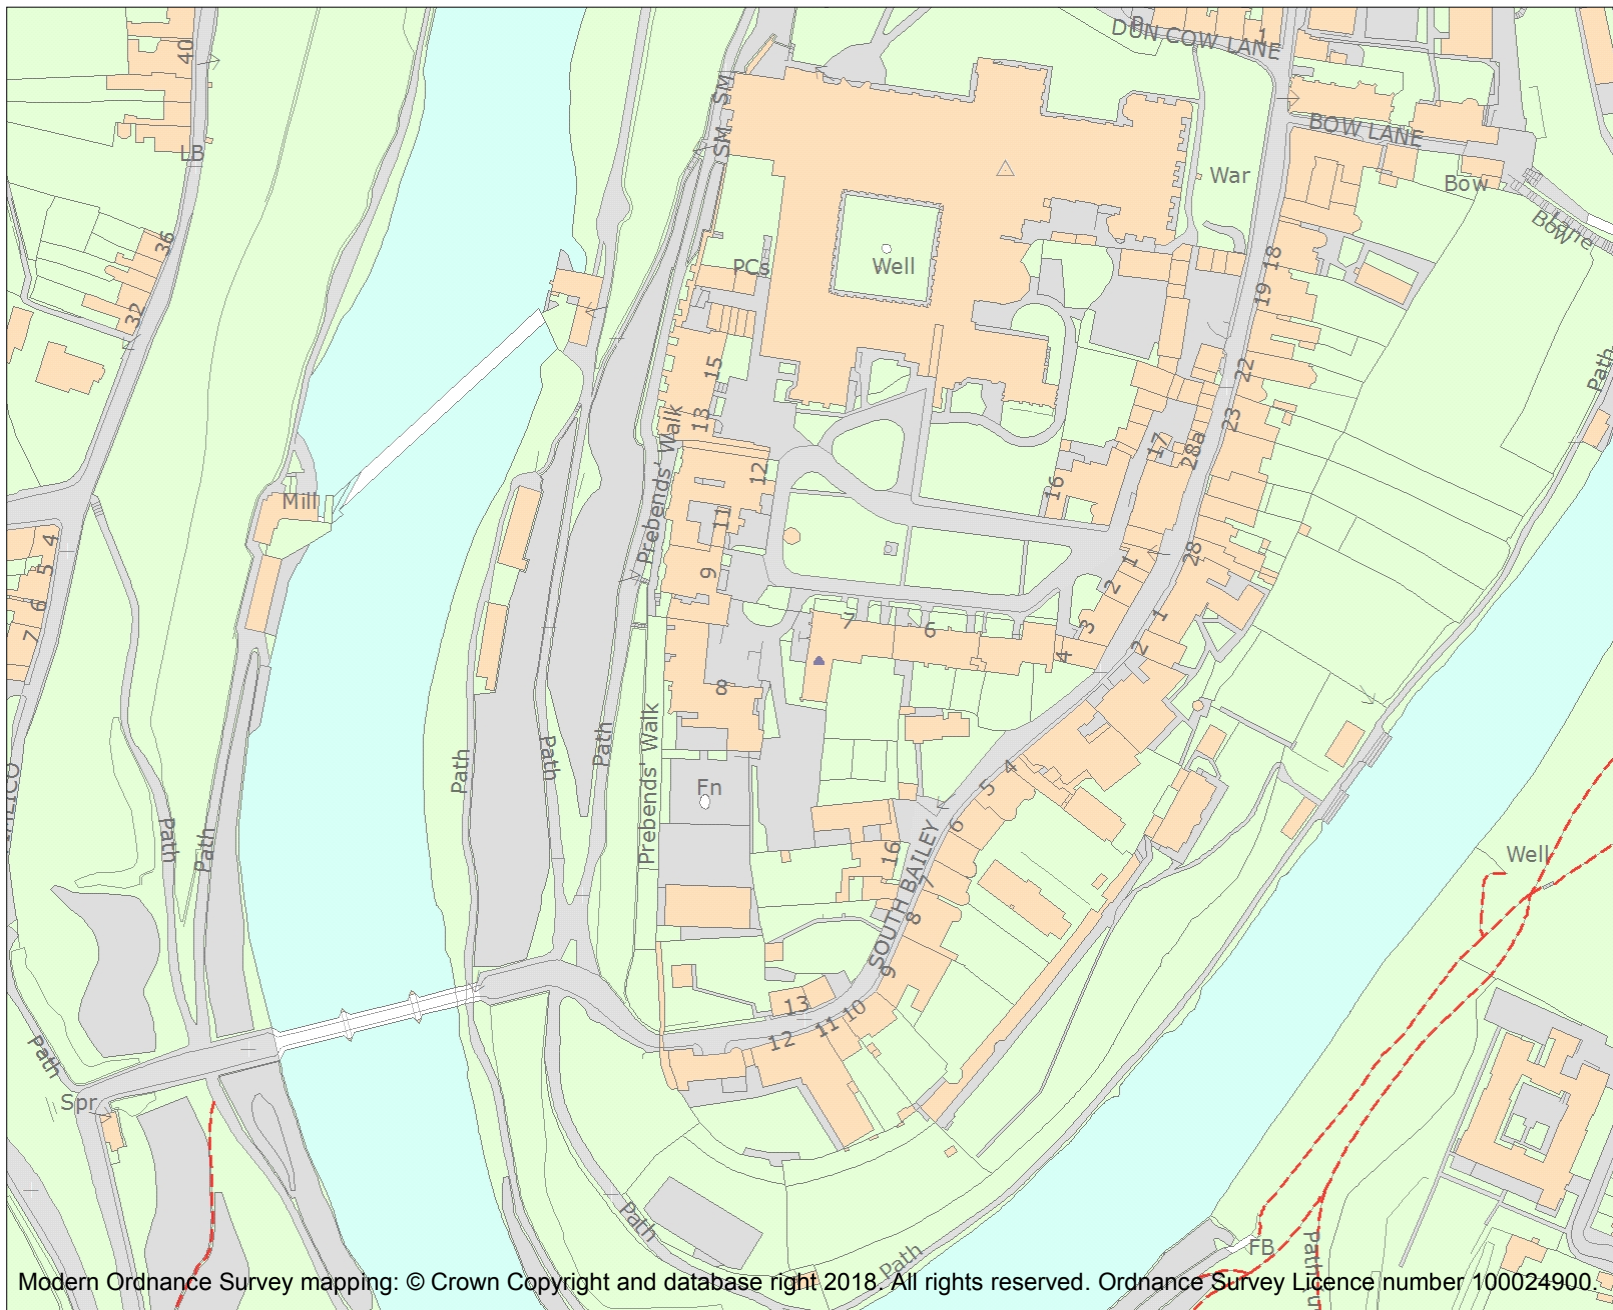 DUN COW LANE
1
40
SM
SM
BOW LANE
LB
War
Bow
Bow
Lane
36
PCs
Well
18
19
32
15
22
Path
13
23
17
28a
12
16
Prebends' Walk
Mill
11
4
5
6
7
9
1
2
3
4
28
1
2
7
6
8
Path
Path
Path
Prebends' Walk
Fn
4
5
6
Path
Path
16
7
8
SOUTH BAILEY
9
Well
13
12
11
10
Path
Spr
Path
Path
FB
Modern Ordnance Survey mapping: © Crown Copyright and database right 2018. All rights reserved. Ordnance Survey Licence number 100024900.